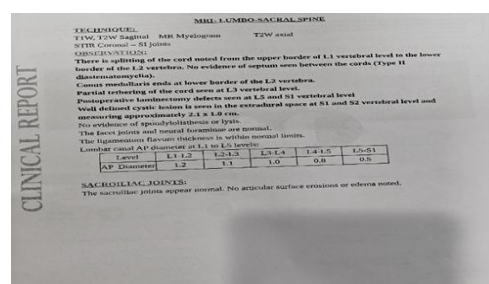 MRI- LUMBO-SACRAL SPINE
TECHNIQUE:
T1W, T2W Sagittal MR Myelogram T2W axial
STIR Coronal – SI joints
OBSERVATION:
There is splitting of the cord noted from the upper border of L1 vertebral level to the lower
border of the L2 vertebra. No evidence of septum seen between the cords (Type II
diastematomyelia).
Conus medullaris ends at lower border of the L2 vertebra.
Partial tethering of the cord seen at L3 vertebral level.
Postoperative laminectomy defects seen at L5 and S1 vertebral level
Well defined cystic lesion is seen in the extradural space at S1 and S2 vertebral level and
measuring approximately 2.1 x 1.0 cm.
No evidence of spondylolisthesis or lysis.
The facet joints and neural foraminae are normal.
The ligamentum flavum thickness is within normal limits.
Lumbar canal AP diameter at L1 to L5 levels:
Level L1-L2 L2-L3 L3-L4 L4-L5 L5-S1
AP Diameter 1.2 1.1 1.0 0.8 0.8
SACROILIAC JOINTS:
The sacroiliac joints appear normal. No articular surface erosions or edema noted.
CLINICAL REPORT